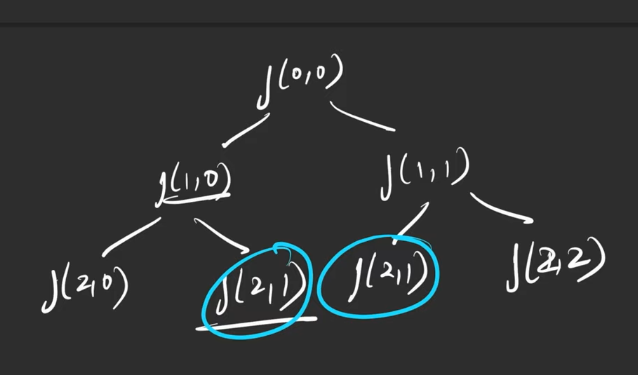 f(0,0)
f(1,0) f(1,1)
f(2,0) f(2,1) f(2,1) f(2,2)